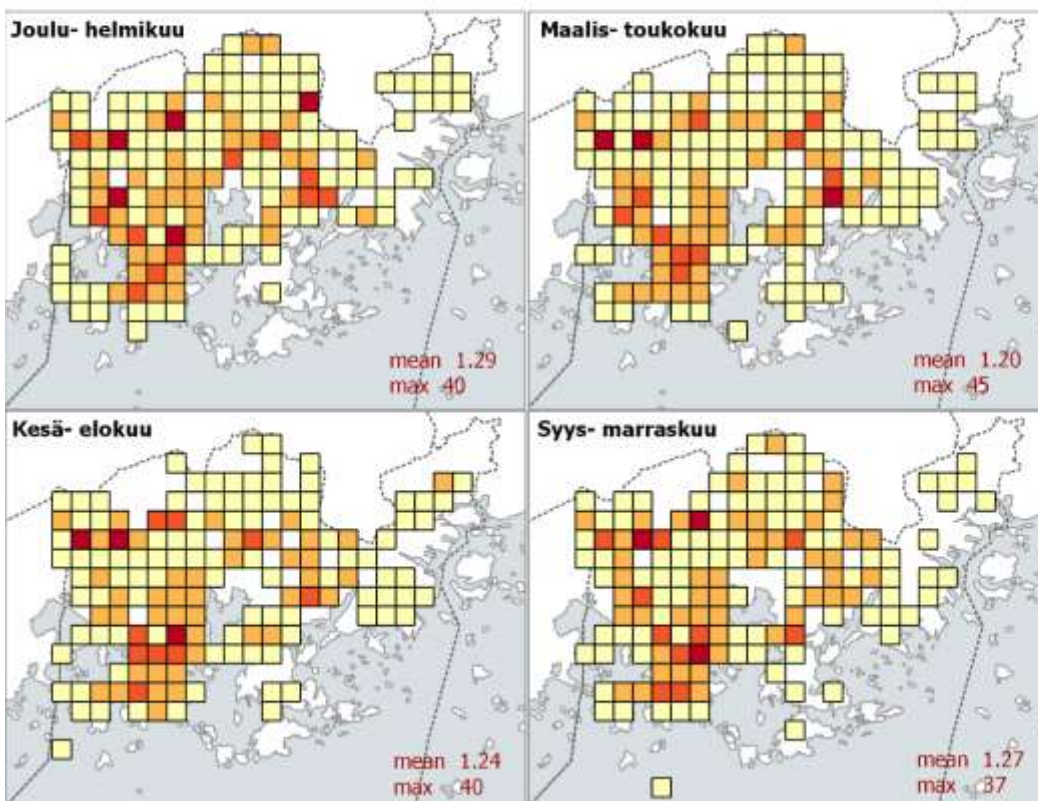 Joulu- helmikuu
Maalis- toukokuu
mean 1.29
max 40
mean 1.20
max 45
Kesä- elokuu
Syys- marraskuu
mean 1.24
max 40
mean 1.27
max 37